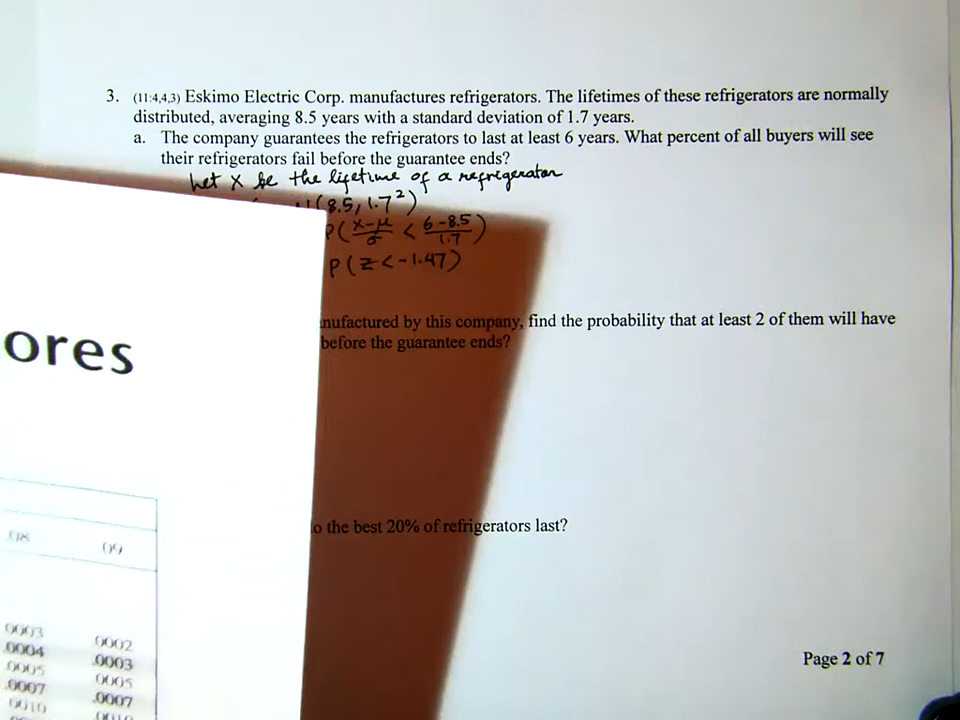 3. (11:4,4,3) Eskimo Electric Corp. manufactures refrigerators. The lifetimes of these refrigerators are normally
distributed, averaging 8.5 years with a standard deviation of 1.7 years.
a. The company guarantees the refrigerators to last at least 6 years. What percent of all buyers will see
their refrigerators fail before the guarantee ends?
Let X be the lifetime of a refrigerator
(8.5, 1.7²)
P(x-μ/σ < 6-8.5/1.7)
P(Z<-1.47)
nufactured by this company, find the probability that at least 2 of them will have
before the guarantee ends?
o the best 20% of refrigerators last?
Page 2 of 7
ores
08 09
0003 0002
.0004 .0003
.0005 .0005
.0007 .0007
.0010 .0010